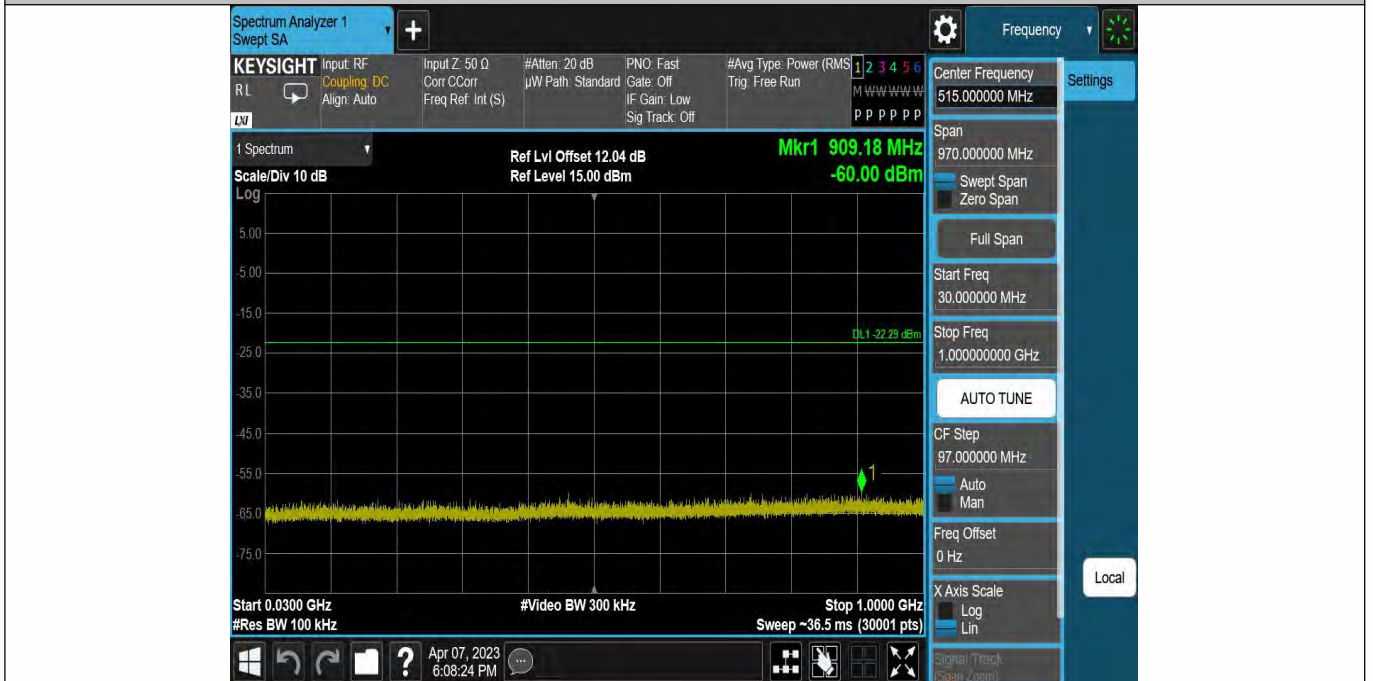 Spectrum Analyzer 1
Swept SA
+
Frequency
KEYSIGHT
RL
LXI
Input: RF
Coupling: DC
Align: Auto
Input Z: 50 Ω
Corr CCorr
Freq Ref: Int (S)
#Atten: 20 dB
µW Path: Standard
PNO: Fast
Gate: Off
IF Gain: Low
Sig Track: Off
#Avg Type: Power (RMS
Trig: Free Run
1 2 3 4 5 6
M W W W W W
P P P P P P
1 Spectrum
Scale/Div 10 dB
Ref Lvl Offset 12.04 dB
Ref Level 15.00 dBm
Mkr1 909.18 MHz
-60.00 dBm
Log
5.00
-5.00
-15.0
DL1 -22.29 dBm
-25.0
-35.0
-45.0
-55.0
1
-65.0
-75.0
Start 0.0300 GHz
#Res BW 100 kHz
#Video BW 300 kHz
Stop 1.0000 GHz
Sweep ~36.5 ms (30001 pts)
?
Apr 07, 2023
6:08:24 PM
Center Frequency
515.000000 MHz
Settings
Span
970.000000 MHz
Swept Span
Zero Span
Full Span
Start Freq
30.000000 MHz
Stop Freq
1.000000000 GHz
AUTO TUNE
CF Step
97.000000 MHz
Auto
Man
Freq Offset
0 Hz
Local
X Axis Scale
Log
Lin
Signal Track
(Span Zoom)